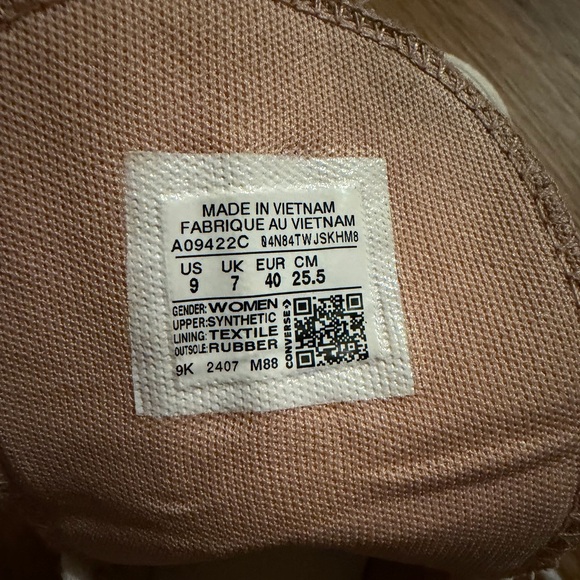 MADE IN VIETNAM
FABRIQUE AU VIETNAM
A09422C 04N84TWJSKHM8
US UK EUR CM
9 7 40 25.5
GENDER: WOMEN
UPPER: SYNTHETIC
LINING: TEXTILE
OUTSOLE: RUBBER
CONVERSE
9K 2407 M88